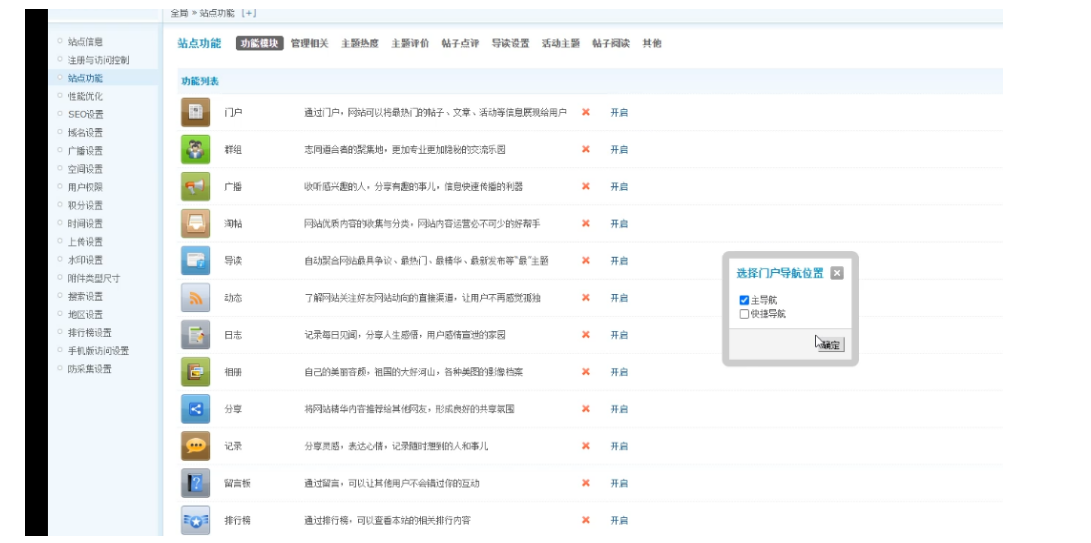 全局 » 站点功能 [+]
站点信息
注册与访问控制
站点功能
性能优化
SEO设置
域名设置
广播设置
空间设置
用户权限
积分设置
时间设置
上传设置
水印设置
附件类型尺寸
搜索设置
地区设置
排行榜设置
手机版访问设置
防采集设置
站点功能 功能模块 管理相关 主题热度 主题评价 帖子点评 导读设置 活动主题 帖子阅读 其他
功能列表
门户 通过门户，网站可以将最热门的帖子、文章、活动等信息展现给用户 开启
群组 志同道合者的聚集地，更加专业更加隐秘的交流乐园 开启
广播 收听感兴趣的人，分享有趣的事儿，信息快速传播的利器 开启
淘帖 网站优质内容的收集与分类，网站内容运营必不可少的好帮手 开启
导读 自动聚合网站最具争议、最热门、最精华、最新发布等"最"主题 开启
动态 了解网站关注好友网站动向的直接渠道，让用户不再感觉孤独 开启
日志 记录每日见闻，分享人生感悟，用户感情宣泄的家园 开启
相册 自己的美丽容颜，祖国的大好河山，各种美图的影像档案 开启
分享 将网站精华内容推荐给其他网友，形成良好的共享氛围 开启
记录 分享灵感，表达心情，记录随时想到的人和事儿 开启
留言板 通过留言，可以让其他用户不会错过你的互动 开启
排行榜 通过排行榜，可以查看本站的相关排行内容 开启
选择门户导航位置
主导航
快捷导航
确定